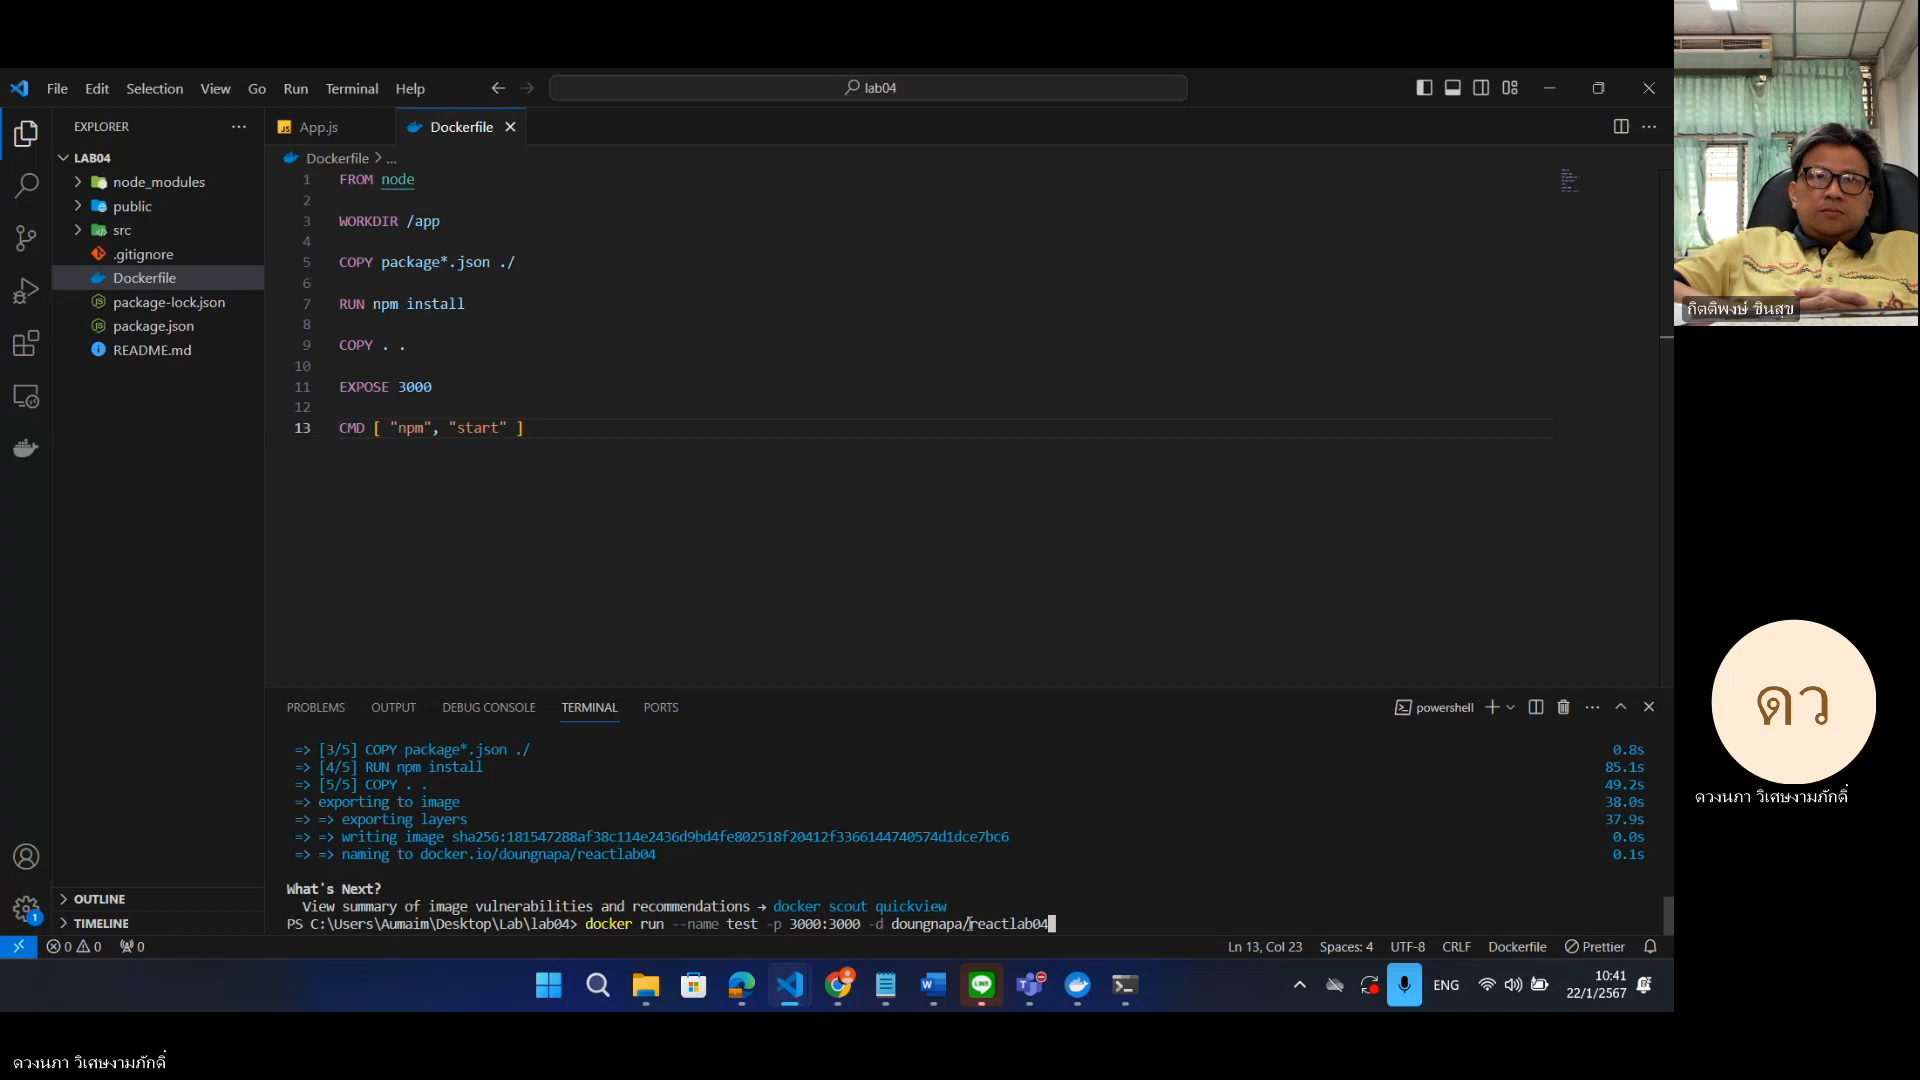 File Edit Selection View Go Run Terminal Help
lab04
EXPLORER
LAB04
node_modules
public
src
.gitignore
Dockerfile
package-lock.json
package.json
README.md
OUTLINE
TIMELINE
App.js
Dockerfile
Dockerfile > ...
1 FROM node
2
3 WORKDIR /app
4
5 COPY package*.json ./
6
7 RUN npm install
8
9 COPY . .
10
11 EXPOSE 3000
12
13 CMD [ "npm", "start" ]
PROBLEMS OUTPUT DEBUG CONSOLE TERMINAL PORTS
powershell
=> [3/5] COPY package*.json ./ 0.8s
=> [4/5] RUN npm install 85.1s
=> [5/5] COPY . . 49.2s
=> exporting to image 38.0s
=> => exporting layers 37.9s
=> => writing image sha256:181547288af38c114e2436d9bd4fe802518f20412f3366144740574d1dce7bc6 0.0s
=> => naming to docker.io/doungnapa/reactlab04 0.1s
What's Next?
View summary of image vulnerabilities and recommendations → docker scout quickview
PS C:\Users\Aumaim\Desktop\Lab\lab04> docker run --name test -p 3000:3000 -d doungnapa/reactlab04
1
0 0 0
Ln 13, Col 23 Spaces: 4 UTF-8 CRLF Dockerfile Prettier
ENG
10:41
22/1/2567
กิตติพงษ์ ชินสุข
ดว
ดวงนภา วิเศษงามภักดิ์
ดวงนภา วิเศษงามภักดิ์